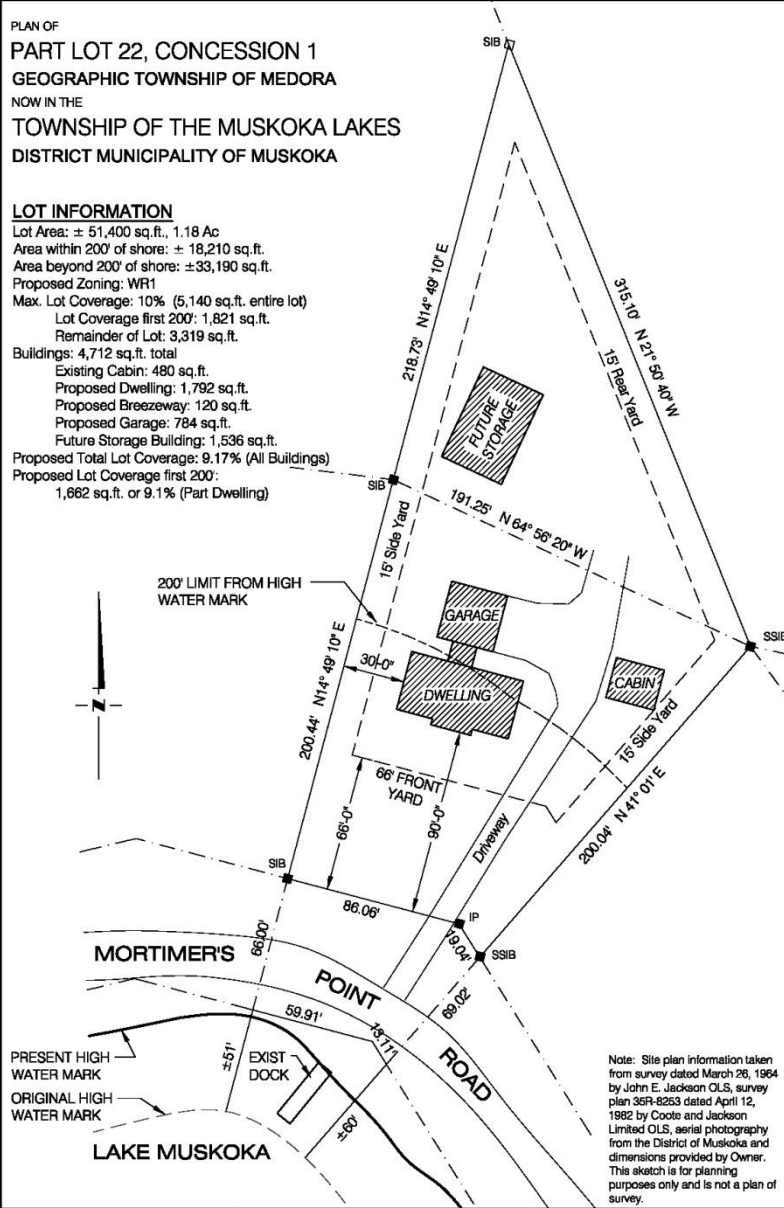 PLAN OF
PART LOT 22, CONCESSION 1
GEOGRAPHIC TOWNSHIP OF MEDORA
NOW IN THE
TOWNSHIP OF THE MUSKOKA LAKES
DISTRICT MUNICIPALITY OF MUSKOKA
LOT INFORMATION
Lot Area: ± 51,400 sq.ft., 1.18 Ac
Area within 200' of shore: ± 18,210 sq.ft.
Area beyond 200' of shore: ±33,190 sq.ft.
Proposed Zoning: WR1
Max. Lot Coverage: 10% (5,140 sq.ft. entire lot)
Lot Coverage first 200': 1,821 sq.ft.
Remainder of Lot: 3,319 sq.ft.
Buildings: 4,712 sq.ft. total
Existing Cabin: 480 sq.ft.
Proposed Dwelling: 1,792 sq.ft.
Proposed Breezeway: 120 sq.ft.
Proposed Garage: 784 sq.ft.
Future Storage Building: 1,536 sq.ft.
Proposed Total Lot Coverage: 9.17% (All Buildings)
Proposed Lot Coverage first 200':
1,662 sq.ft. or 9.1% (Part Dwelling)
SIB
218.73' N14° 49' 10" E
315.10' N 21° 50' 40" W
15' Rear Yard
FUTURE
STORAGE
SIB
191.25' N 64° 56' 20" W
15' Side Yard
200' LIMIT FROM HIGH
WATER MARK
GARAGE
SSIB
30'-0"
DWELLING
CABIN
N
200.44' N14° 49' 10" E
15' Side Yard
66' FRONT
YARD
66'-0"
90'-0"
Driveway
200.04' N 41° 01' E
SIB
86.06'
IP
19.04'
SSIB
66.00'
69.02'
MORTIMER'S
POINT
ROAD
59.91'
±51'
EXIST
DOCK
±60'
PRESENT HIGH
WATER MARK
ORIGINAL HIGH
WATER MARK
LAKE MUSKOKA
Note: Site plan information taken
from survey dated March 26, 1964
by John E. Jackson OLS, survey
plan 35R-8253 dated April 12,
1982 by Coote and Jackson
Limited OLS, aerial photography
from the District of Muskoka and
dimensions provided by Owner.
This sketch is for planning
purposes only and is not a plan of
survey.